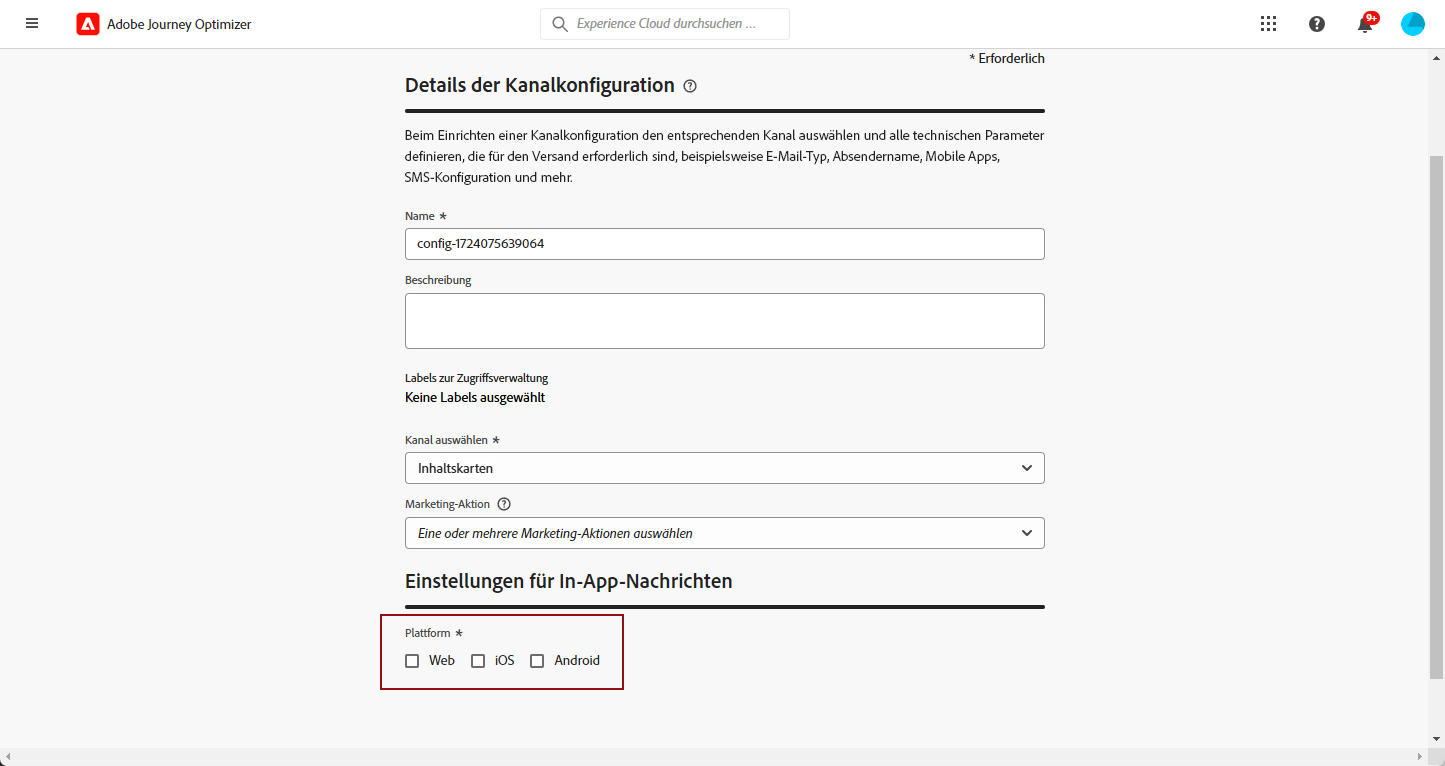 Adobe Journey Optimizer
Experience Cloud durchsuchen ...
9+
* Erforderlich
Details der Kanalkonfiguration
Beim Einrichten einer Kanalkonfiguration den entsprechenden Kanal auswählen und alle technischen Parameter
definieren, die für den Versand erforderlich sind, beispielsweise E-Mail-Typ, Absendername, Mobile Apps,
SMS-Konfiguration und mehr.
Name *
config-1724075639064
Beschreibung
Labels zur Zugriffsverwaltung
Keine Labels ausgewählt
Kanal auswählen *
Inhaltskarten
Marketing-Aktion
Eine oder mehrere Marketing-Aktionen auswählen
Einstellungen für In-App-Nachrichten
Plattform *
Web iOS Android